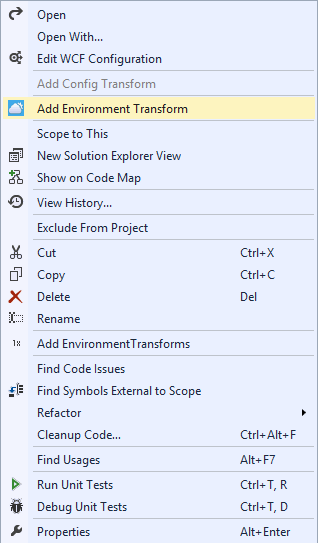 Open
Open With...
Edit WCF Configuration
Add Config Transform
Add Environment Transform
Scope to This
New Solution Explorer View
Show on Code Map
View History...
Exclude From Project
Cut Ctrl+X
Copy Ctrl+C
Delete Del
Rename
1x Add EnvironmentTransforms
Find Code Issues
Find Symbols External to Scope
Refactor
Cleanup Code... Ctrl+Alt+F
Find Usages Alt+F7
Run Unit Tests Ctrl+T, R
Debug Unit Tests Ctrl+T, D
Properties Alt+Enter